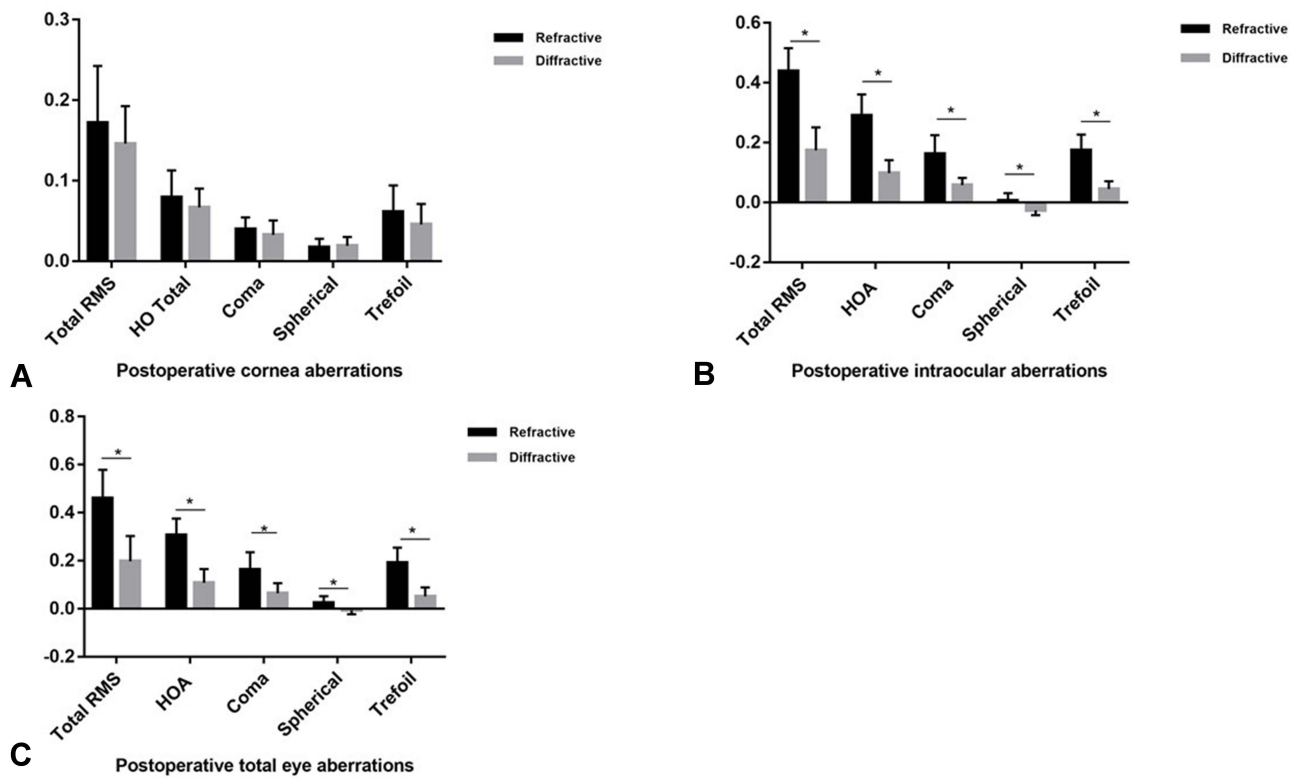 0.3
0.2
0.1
0.0
Refractive
Diffractive
Total RMS
HO Total
Coma
Spherical
Trefoil
A
Postoperative cornea aberrations
0.6
0.4
0.2
0.0
-0.2
Refractive
Diffractive
*
*
*
*
*
Total RMS
HOA
Coma
Spherical
Trefoil
B
Postoperative intraocular aberrations
0.8
0.6
0.4
0.2
0.0
-0.2
Refractive
Diffractive
*
*
*
*
*
Total RMS
HOA
Coma
Spherical
Trefoil
C
Postoperative total eye aberrations